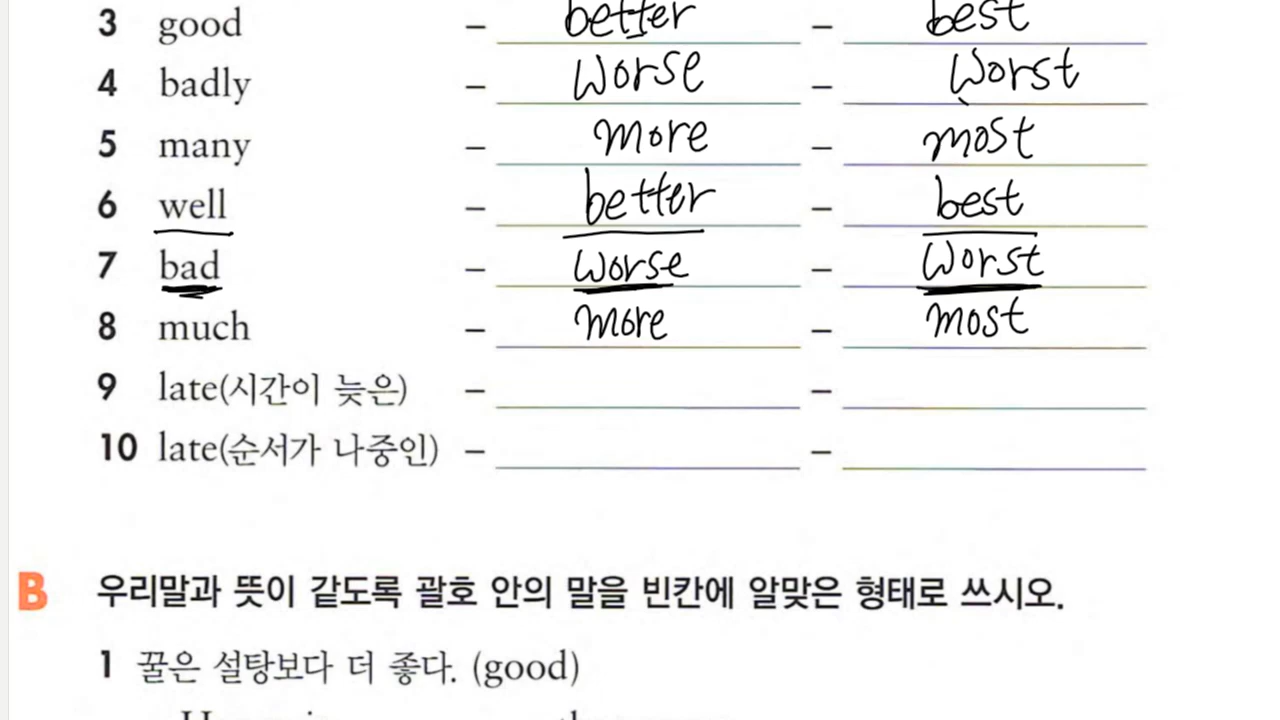 3 good – better – best
4 badly – worse – worst
5 many – more – most
6 well – better – best
7 bad – worse – worst
8 much – more – most
9 late(시간이 늦은) – –
10 late(순서가 나중인) – –
B 우리말과 뜻이 같도록 괄호 안의 말을 빈칸에 알맞은 형태로 쓰시오.
1 꿀은 설탕보다 더 좋다. (good)